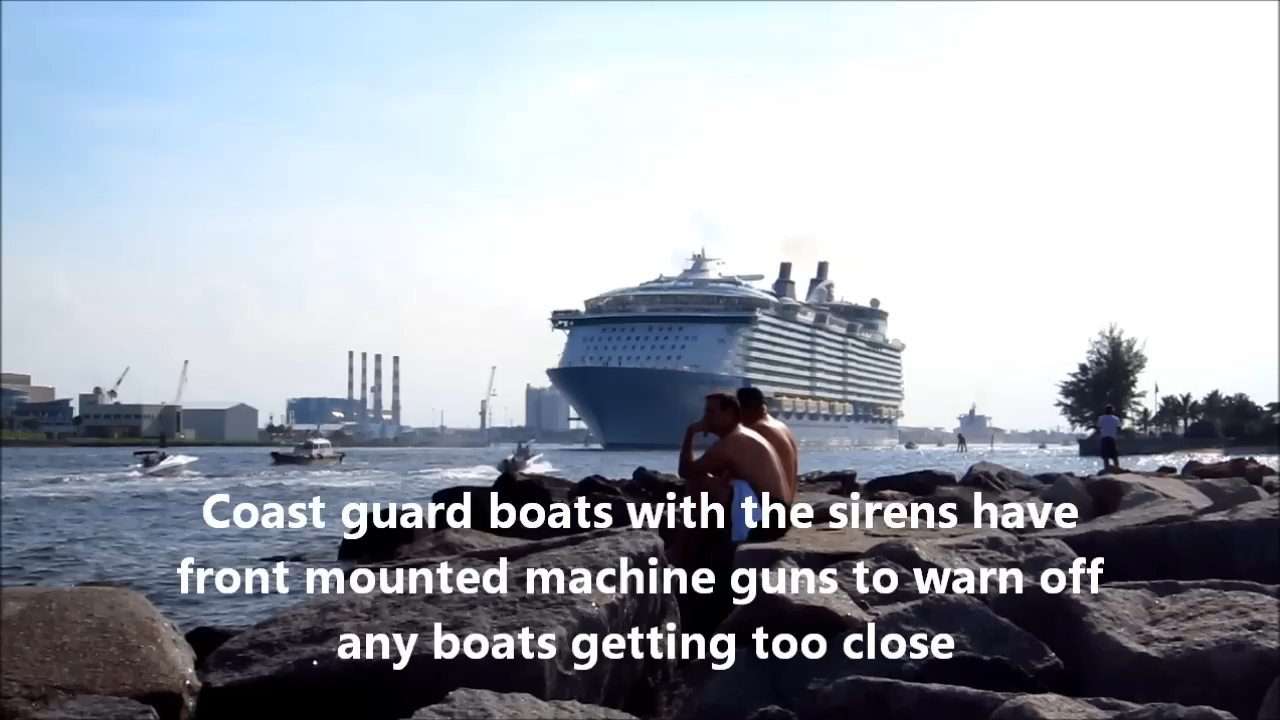 Coast guard boats with the sirens have
front mounted machine guns to warn off
any boats getting too close